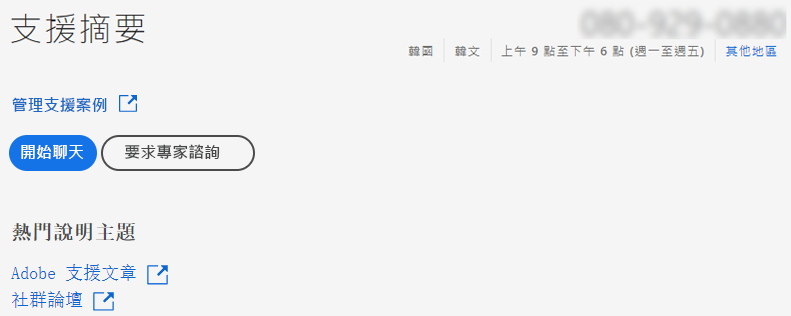 支援摘要
080-929-0880
韓國 韓文 上午 9 點至下午 6 點 (週一至週五) 其他地區
管理支援案例
開始聊天 要求專家諮詢
熱門說明主題
Adobe 支援文章
社群論壇